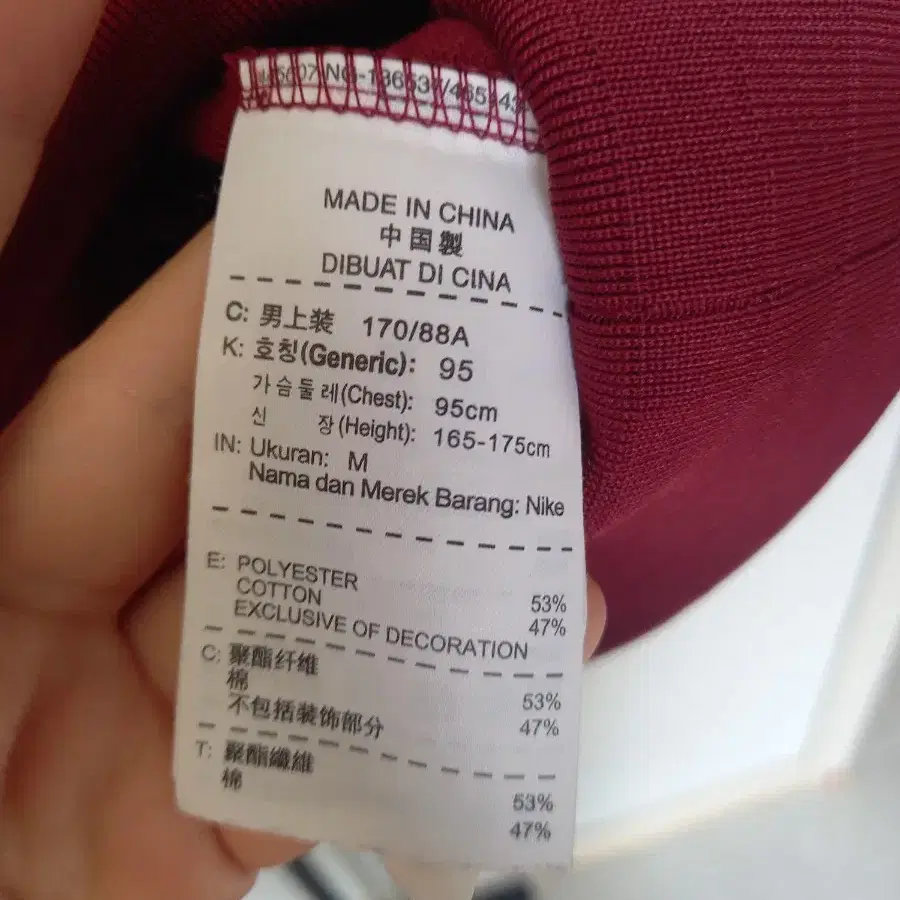 MADE IN CHINA
中国製
DIBUAT DI CINA
C: 男上装 170/88A
K: 호칭(Generic): 95
가슴둘레(Chest): 95cm
신 장(Height): 165-175cm
IN: Ukuran: M
Nama dan Merek Barang: Nike
E: POLYESTER 53%
COTTON 47%
EXCLUSIVE OF DECORATION
C: 聚酯纤维 53%
棉 47%
不包括装饰部分
T: 聚酯纖維 53%
棉 47%